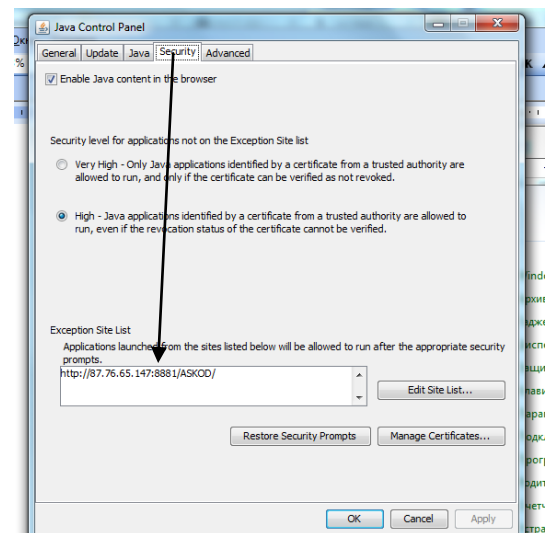 Java Control Panel
General Update Java Security Advanced
Enable Java content in the browser
Security level for applications not on the Exception Site list
Very High - Only Java applications identified by a certificate from a trusted authority are
allowed to run, and only if the certificate can be verified as not revoked.
High - Java applications identified by a certificate from a trusted authority are allowed to
run, even if the revocation status of the certificate cannot be verified.
Exception Site List
Applications launched from the sites listed below will be allowed to run after the appropriate security
prompts.
http://87.76.65.147:8881/ASKOD/
Edit Site List...
Restore Security Prompts Manage Certificates...
OK Cancel Apply